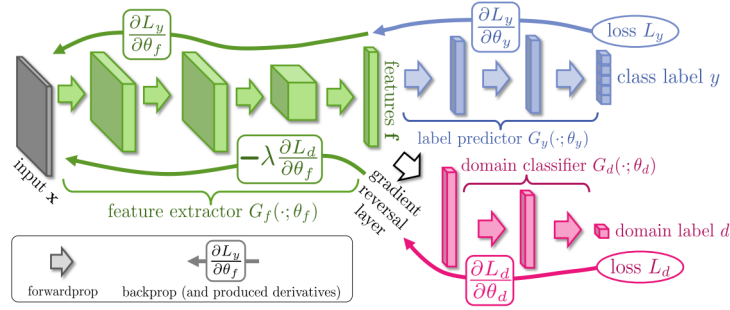 ∂L_y/∂θ_f
∂L_y/∂θ_y
loss L_y
features f
class label y
label predictor G_y(·;θ_y)
input x
−λ ∂L_d/∂θ_f
feature extractor G_f(·;θ_f)
gradient
reversal
layer
domain classifier G_d(·;θ_d)
domain label d
∂L_d/∂θ_d
loss L_d
forwardprop
∂L_y/∂θ_f
backprop (and produced derivatives)